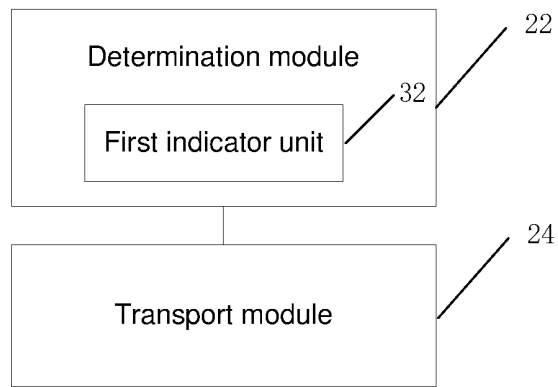 22
Determination module
32
First indicator unit
24
Transport module